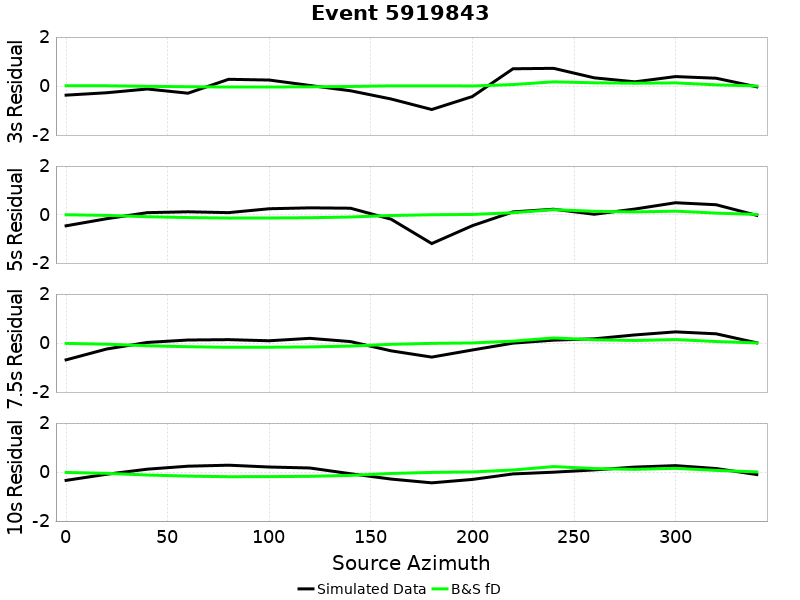 Event 5919843
3s Residual
2
0
-2
5s Residual
2
0
-2
7.5s Residual
2
0
-2
10s Residual
2
0
-2
0 50 100 150 200 250 300
Source Azimuth
Simulated Data B&S fD